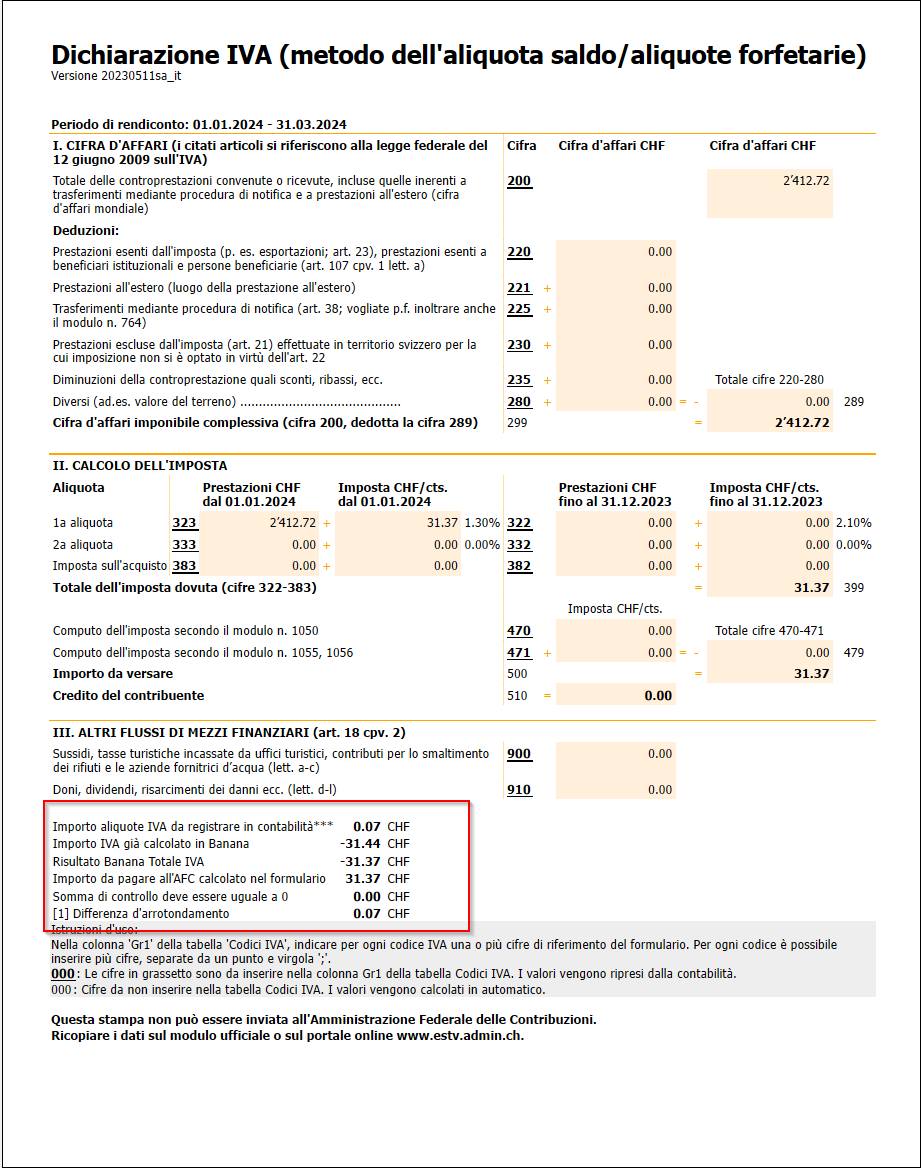 Dichiarazione IVA (metodo dell'aliquota saldo/aliquote forfetarie)
Versione 20230511sa_it
Periodo di rendiconto: 01.01.2024 - 31.03.2024
I. CIFRA D'AFFARI (i citati articoli si riferiscono alla legge federale del Cifra Cifra d'affari CHF Cifra d'affari CHF
12 giugno 2009 sull'IVA)
Totale delle controprestazioni convenute o ricevute, incluse quelle inerenti a 200 2’412.72
trasferimenti mediante procedura di notifica e a prestazioni all'estero (cifra
d'affari mondiale)
Deduzioni:
Prestazioni esenti dall'imposta (p. es. esportazioni; art. 23), prestazioni esenti a 220 0.00
beneficiari istituzionali e persone beneficiarie (art. 107 cpv. 1 lett. a)
Prestazioni all'estero (luogo della prestazione all'estero) 221 + 0.00
Trasferimenti mediante procedura di notifica (art. 38; vogliate p.f. inoltrare anche 225 + 0.00
il modulo n. 764)
Prestazioni escluse dall'imposta (art. 21) effettuate in territorio svizzero per la 230 + 0.00
cui imposizione non si è optato in virtù dell'art. 22
Diminuzioni della controprestazione quali sconti, ribassi, ecc. 235 + 0.00 Totale cifre 220-280
Diversi (ad.es. valore del terreno) ........................................... 280 + 0.00 = - 0.00 289
Cifra d'affari imponibile complessiva (cifra 200, dedotta la cifra 289) 299 = 2’412.72
II. CALCOLO DELL'IMPOSTA
Aliquota Prestazioni CHF Imposta CHF/cts. Prestazioni CHF Imposta CHF/cts.
dal 01.01.2024 dal 01.01.2024 fino al 31.12.2023 fino al 31.12.2023
1a aliquota 323 2’412.72 + 31.37 1.30% 322 0.00 + 0.00 2.10%
2a aliquota 333 0.00 + 0.00 0.00% 332 0.00 + 0.00 0.00%
Imposta sull'acquisto 383 0.00 + 0.00 382 0.00 + 0.00
Totale dell'imposta dovuta (cifre 322-383) = 31.37 399
Imposta CHF/cts.
Computo dell'imposta secondo il modulo n. 1050 470 0.00 Totale cifre 470-471
Computo dell'imposta secondo il modulo n. 1055, 1056 471 + 0.00 = - 0.00 479
Importo da versare 500 = 31.37
Credito del contribuente 510 = 0.00
III. ALTRI FLUSSI DI MEZZI FINANZIARI (art. 18 cpv. 2)
Sussidi, tasse turistiche incassate da uffici turistici, contributi per lo smaltimento 900 0.00
dei rifiuti e le aziende fornitrici d’acqua (lett. a-c)
Doni, dividendi, risarcimenti dei danni ecc. (lett. d-l) 910 0.00
Importo aliquote IVA da registrare in contabilità*** 0.07 CHF
Importo IVA già calcolato in Banana -31.44 CHF
Risultato Banana Totale IVA -31.37 CHF
Importo da pagare all'AFC calcolato nel formulario 31.37 CHF
Somma di controllo deve essere uguale a 0 0.00 CHF
[1] Differenza d'arrotondamento 0.07 CHF
Istruzioni d'uso:
Nella colonna 'Gr1' della tabella 'Codici IVA', indicare per ogni codice IVA una o più cifre di riferimento del formulario. Per ogni codice è possibile
inserire più cifre, separate da un punto e virgola ';'.
000 : Le cifre in grassetto sono da inserire nella colonna Gr1 della tabella Codici IVA. I valori vengono ripresi dalla contabilità.
000 : Cifre da non inserire nella tabella Codici IVA. I valori vengono calcolati in automatico.
Questa stampa non può essere inviata all'Amministrazione Federale delle Contribuzioni.
Ricopiare i dati sul modulo ufficiale o sul portale online www.estv.admin.ch.